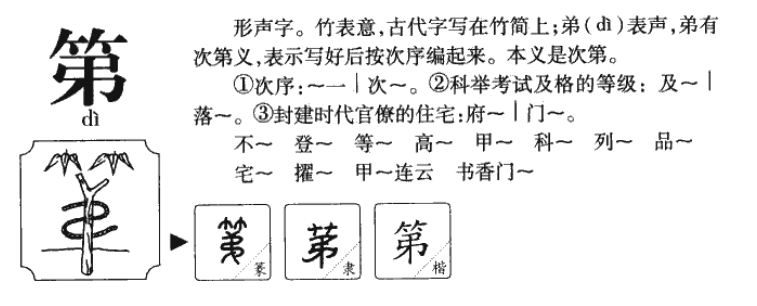 第
dì
形声字。竹表意,古代字写在竹简上;弟(dì)表声,弟有
次第义,表示写好后按次序编起来。本义是次第。
①次序:～一｜次～。②科举考试及格的等级：及～｜
落～。③封建时代官僚的住宅:府～｜门～。
不～ 登～ 等～ 高～ 甲～ 科～ 列～ 品～
宅～ 擢～ 甲～连云 书香门～
第 篆
第 隶
第 楷